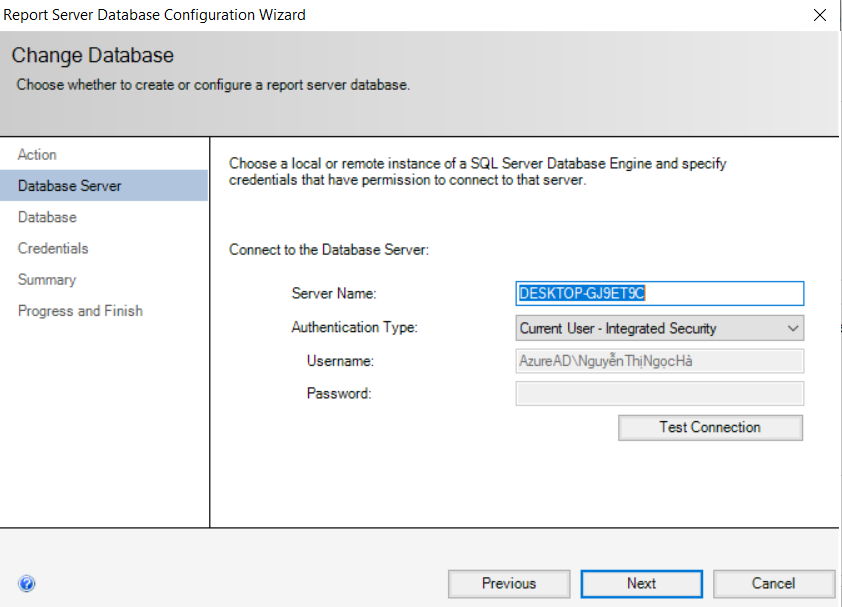 Report Server Database Configuration Wizard
Change Database
Choose whether to create or configure a report server database.
Action
Database Server
Database
Credentials
Summary
Progress and Finish
Choose a local or remote instance of a SQL Server Database Engine and specify
credentials that have permission to connect to that server.
Connect to the Database Server:
Server Name:
DESKTOP-GJ9ET9C
Authentication Type:
Current User - Integrated Security
Username:
AzureAD\NguyễnThịNgọcHà
Password:
Test Connection
Previous
Next
Cancel